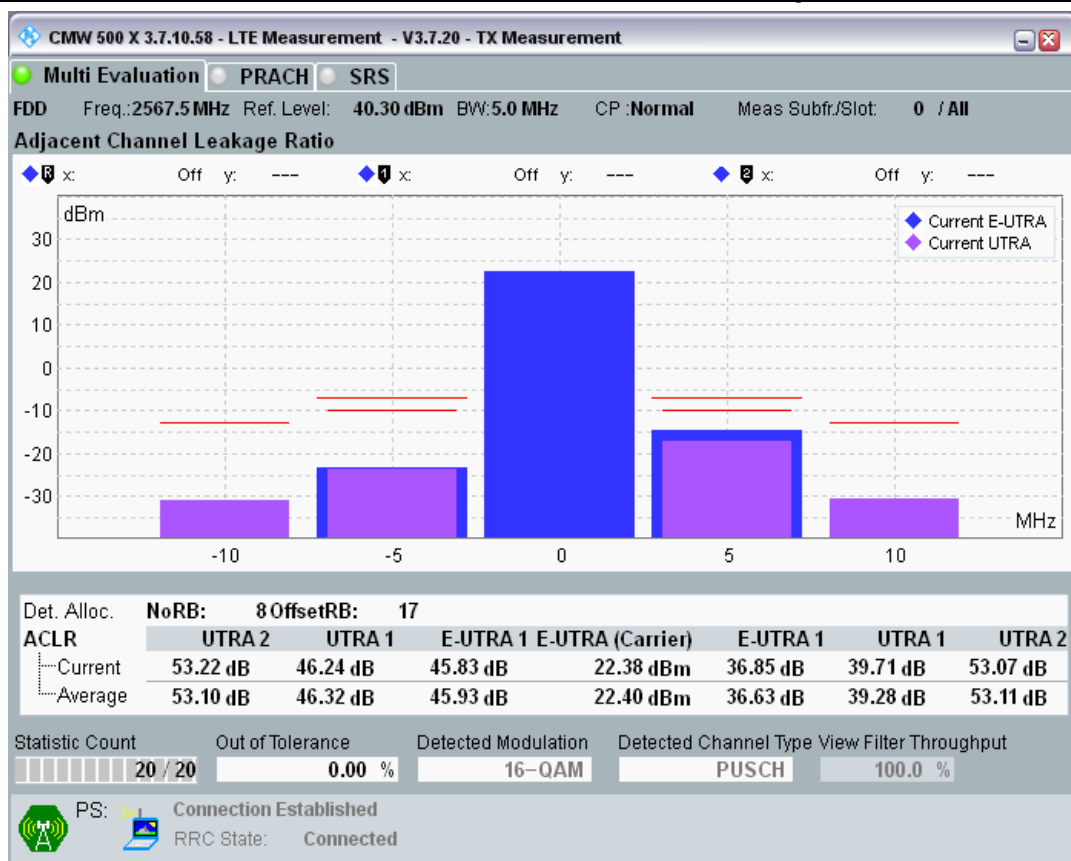 CMW 500 X 3.7.10.58 - LTE Measurement - V3.7.20 - TX Measurement
Multi Evaluation PRACH SRS
FDD Freq.:2567.5 MHz Ref. Level: 40.30 dBm BW:5.0 MHz CP :Normal Meas Subfr./Slot: 0 / All
Adjacent Channel Leakage Ratio
R x: Off y: --- 1 x: Off y: --- 2 x: Off y: ---
dBm
Current E-UTRA
Current UTRA
30
20
10
0
-10
-20
-30
MHz
-10 -5 0 5 10
Det. Alloc. NoRB: 8 OffsetRB: 17
ACLR UTRA 2 UTRA 1 E-UTRA 1 E-UTRA (Carrier) E-UTRA 1 UTRA 1 UTRA 2
Current 53.22 dB 46.24 dB 45.83 dB 22.38 dBm 36.85 dB 39.71 dB 53.07 dB
Average 53.10 dB 46.32 dB 45.93 dB 22.40 dBm 36.63 dB 39.28 dB 53.11 dB
Statistic Count Out of Tolerance Detected Modulation Detected Channel Type View Filter Throughput
20 / 20 0.00 % 16-QAM PUSCH 100.0 %
PS: Connection Established
RRC State: Connected